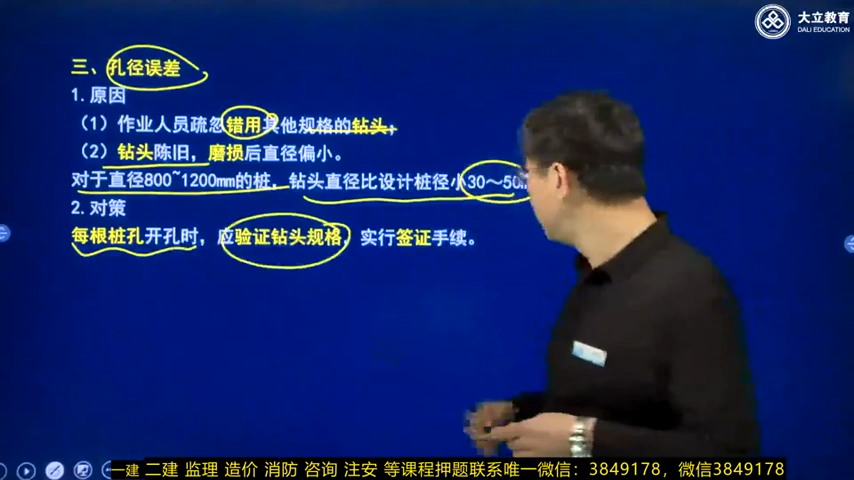 大立教育
DALI EDUCATION
三、孔径误差
1.原因
（1）作业人员疏忽错用其他规格的钻头；
（2）钻头陈旧，磨损后直径偏小。
对于直径800~1200mm的桩，钻头直径比设计桩径小30～50
2.对策
每根桩孔开孔时，应验证钻头规格，实行签证手续。
一建 二建 监理 造价 消防 咨询 注安 等课程押题联系唯一微信：3849178，微信3849178